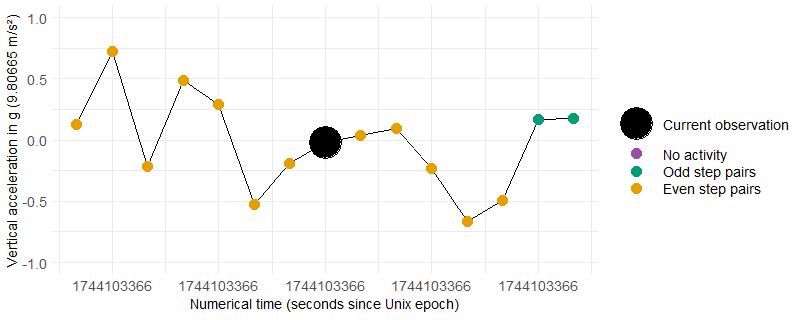 Vertical acceleration in g (9.80665 m/s²)
1.0
0.5
0.0
-0.5
-1.0
1744103366 1744103366 1744103366 1744103366 1744103366
Numerical time (seconds since Unix epoch)
Current observation
No activity
Odd step pairs
Even step pairs